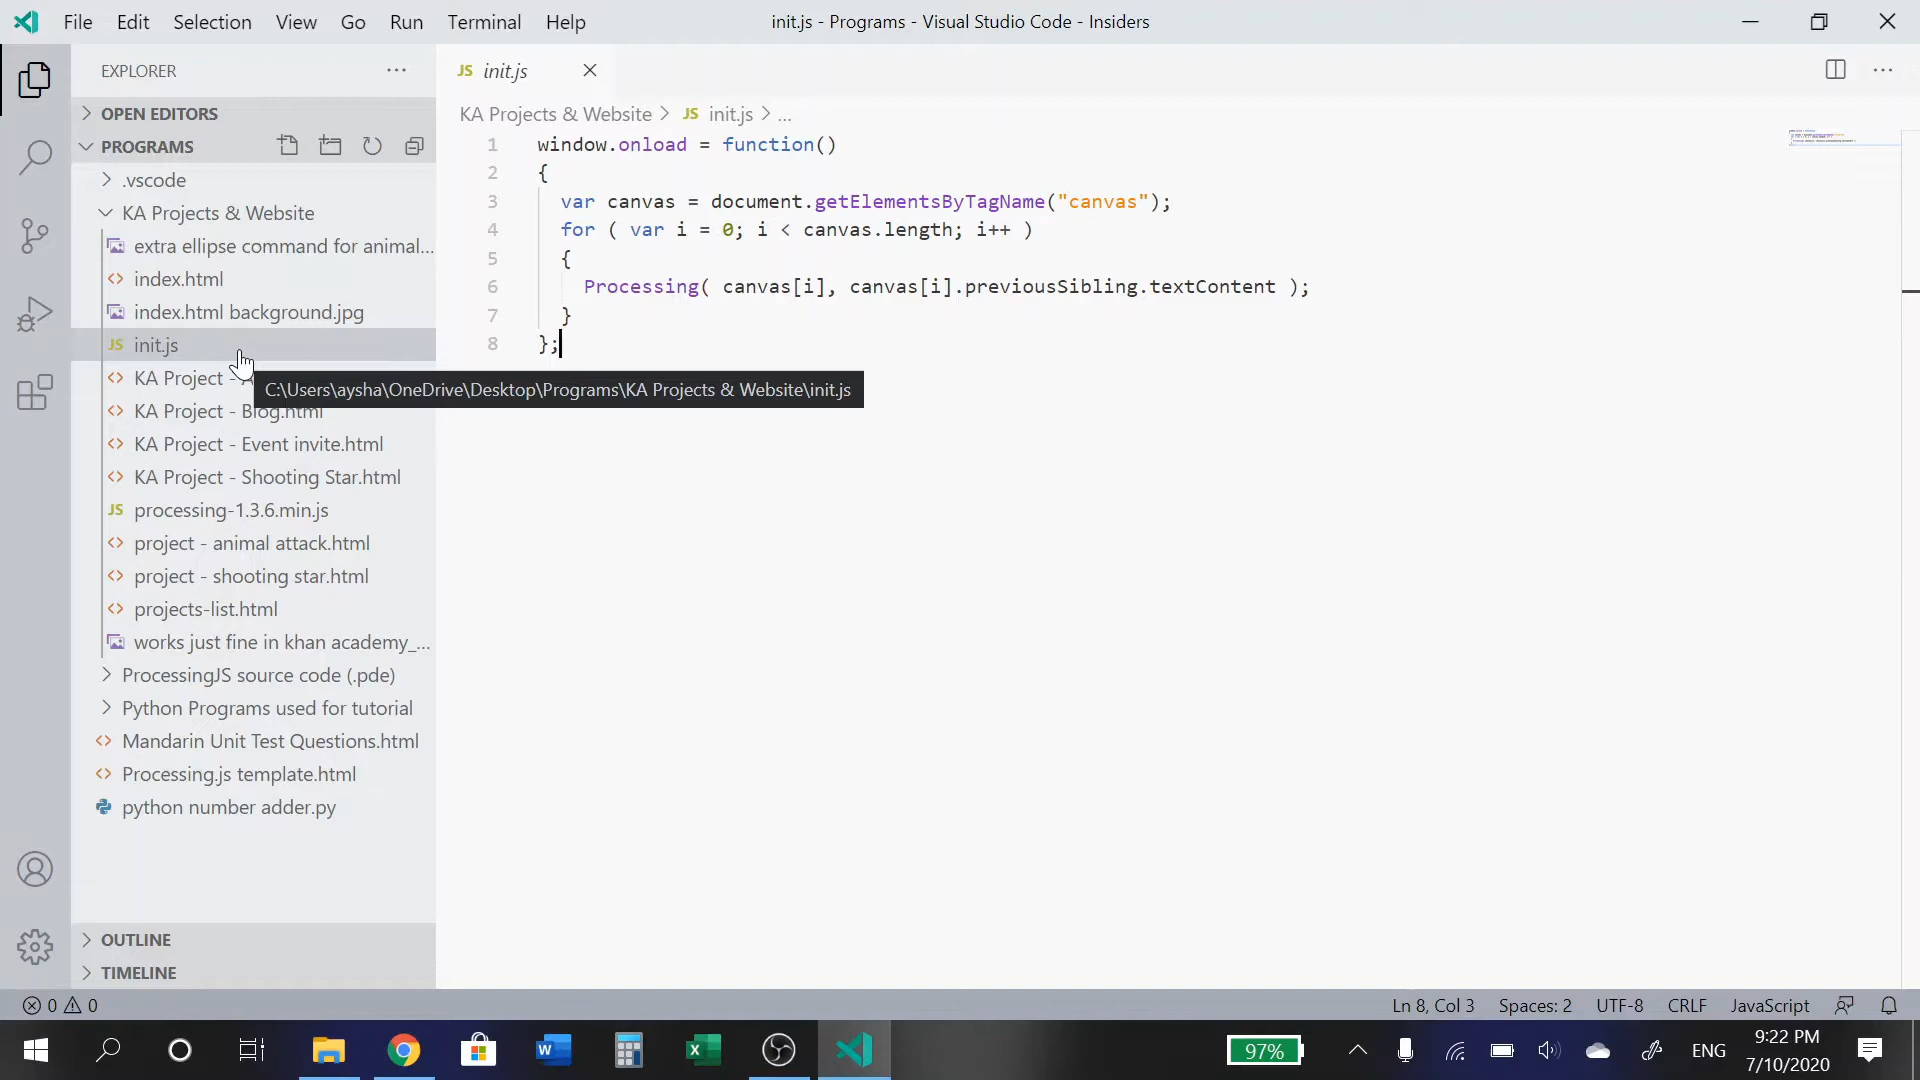 File Edit Selection View Go Run Terminal Help
init.js - Programs - Visual Studio Code - Insiders
EXPLORER
OPEN EDITORS
PROGRAMS
.vscode
KA Projects & Website
extra ellipse command for animal...
index.html
index.html background.jpg
init.js
KA Project -
KA Project - Blog.html
KA Project - Event invite.html
KA Project - Shooting Star.html
JS processing-1.3.6.min.js
project - animal attack.html
project - shooting star.html
projects-list.html
works just fine in khan academy_...
ProcessingJS source code (.pde)
Python Programs used for tutorial
Mandarin Unit Test Questions.html
Processing.js template.html
python number adder.py
OUTLINE
TIMELINE
JS init.js
KA Projects & Website > JS init.js > ...
1 window.onload = function()
2 {
3 var canvas = document.getElementsByTagName("canvas");
4 for ( var i = 0; i < canvas.length; i++ )
5 {
6 Processing( canvas[i], canvas[i].previousSibling.textContent );
7 }
8 };
C:\Users\aysha\OneDrive\Desktop\Programs\KA Projects & Website\init.js
0 0
Ln 8, Col 3 Spaces: 2 UTF-8 CRLF JavaScript
97%
ENG
9:22 PM
7/10/2020